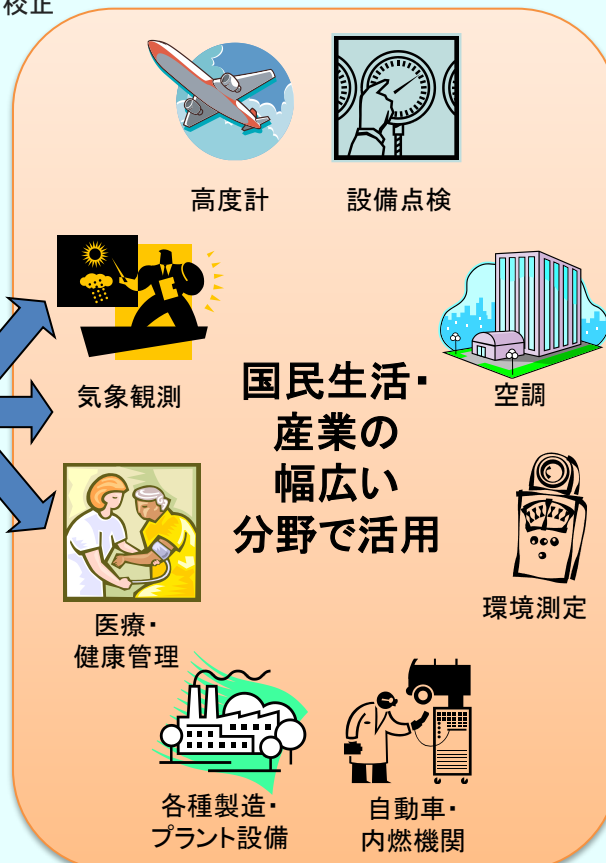 校正
高度計
設備点検
気象観測
国民生活・
産業の
幅広い
分野で活用
空調
環境測定
医療・
健康管理
各種製造・
プラント設備
自動車・
内燃機関